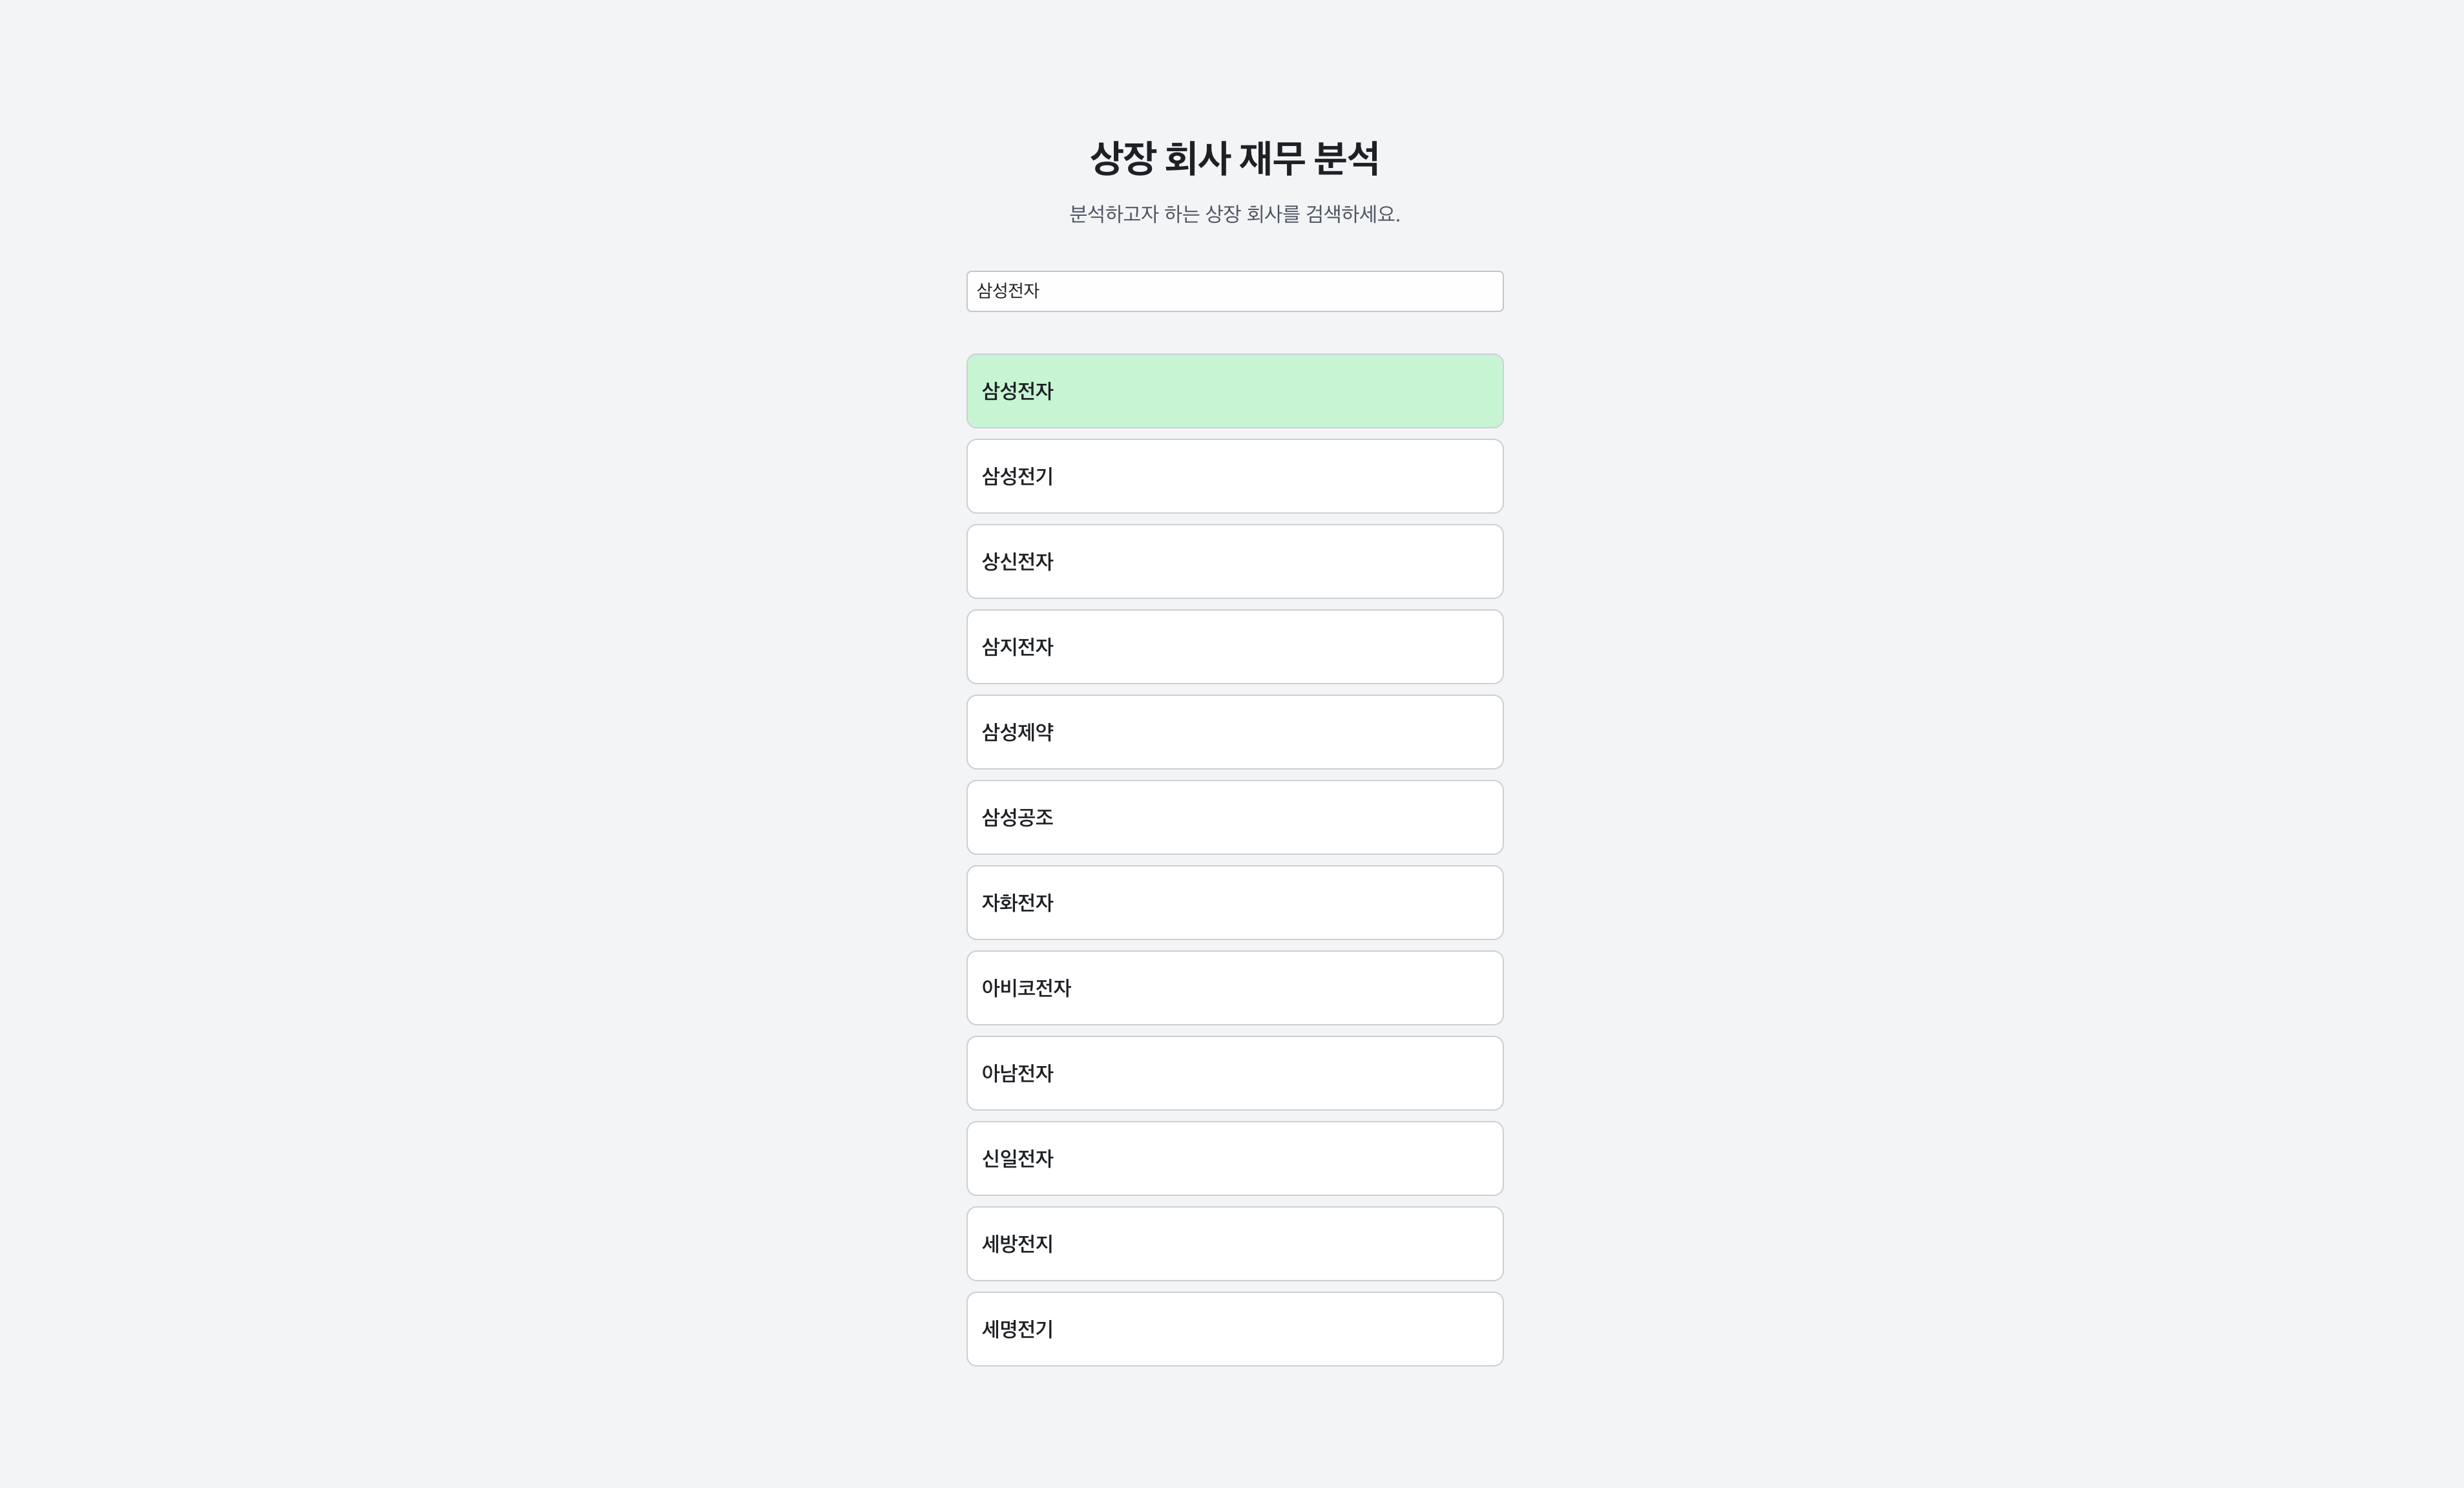 상장 회사 재무 분석
분석하고자 하는 상장 회사를 검색하세요.
삼성전자
삼성전자
삼성전기
상신전자
삼지전자
삼성제약
삼성공조
자화전자
아비코전자
아남전자
신일전자
세방전지
세명전기